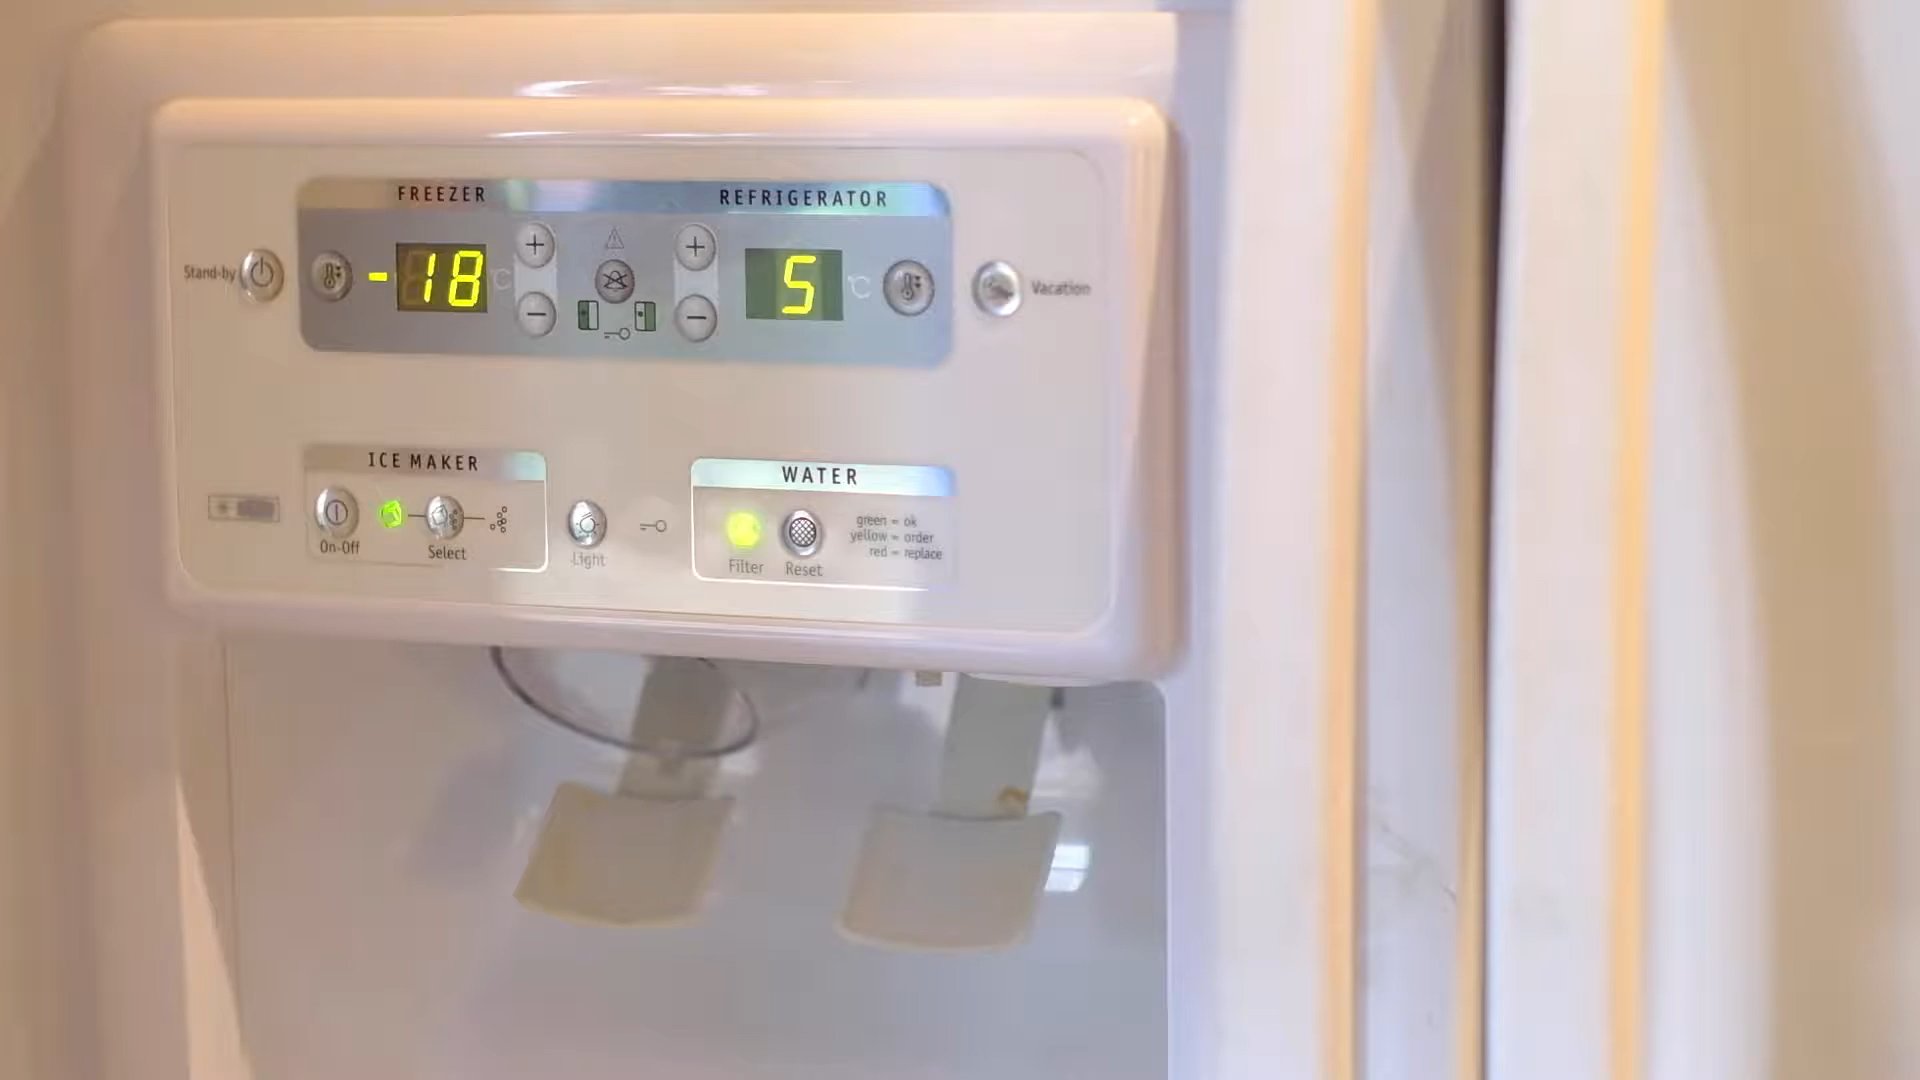 FREEZER
REFRIGERATOR
Stand-by
-18 °C
5 °C
Vacation
ICE MAKER
On-Off
Select
Light
WATER
Filter
Reset
green = ok
yellow = order
red = replace